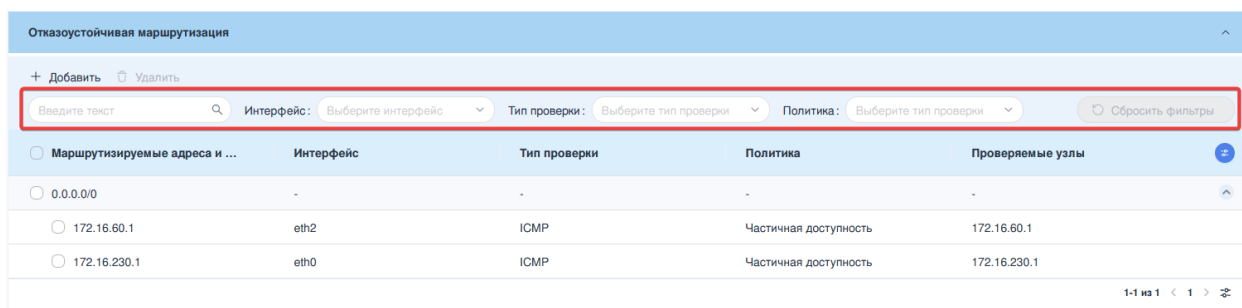 Отказоустойчивая маршрутизация
+ Добавить Удалить
Введите текст Интерфейс: Выберите интерфейс Тип проверки: Выберите тип проверки Политика: Выберите тип проверки Сбросить фильтры
Маршрутизируемые адреса и ... Интерфейс Тип проверки Политика Проверяемые узлы
0.0.0.0/0 - - - -
172.16.60.1 eth2 ICMP Частичная доступность 172.16.60.1
172.16.230.1 eth0 ICMP Частичная доступность 172.16.230.1
1-1 из 1 < 1 >